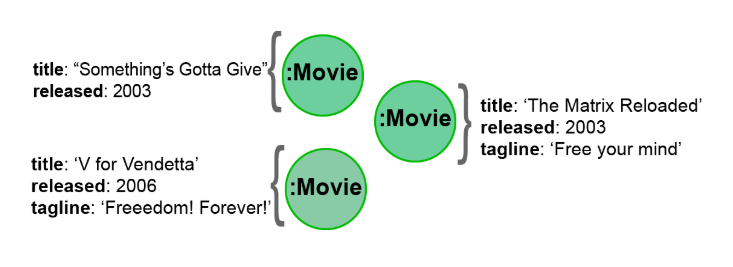 title: “Something’s Gotta Give”
released: 2003
:Movie
:Movie
title: ‘The Matrix Reloaded’
released: 2003
tagline: ‘Free your mind’
title: ‘V for Vendetta’
released: 2006
tagline: ‘Freeedom! Forever!’
:Movie